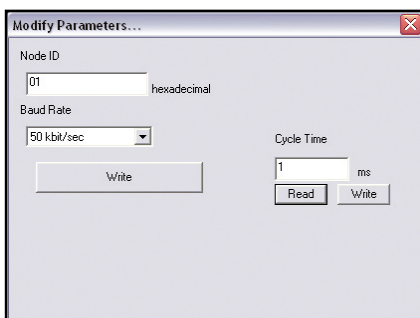 Modify Parameters...
Node ID
01 hexadecimal
Baud Rate
50 kbit/sec
Write
Cycle Time
1 ms
Read Write